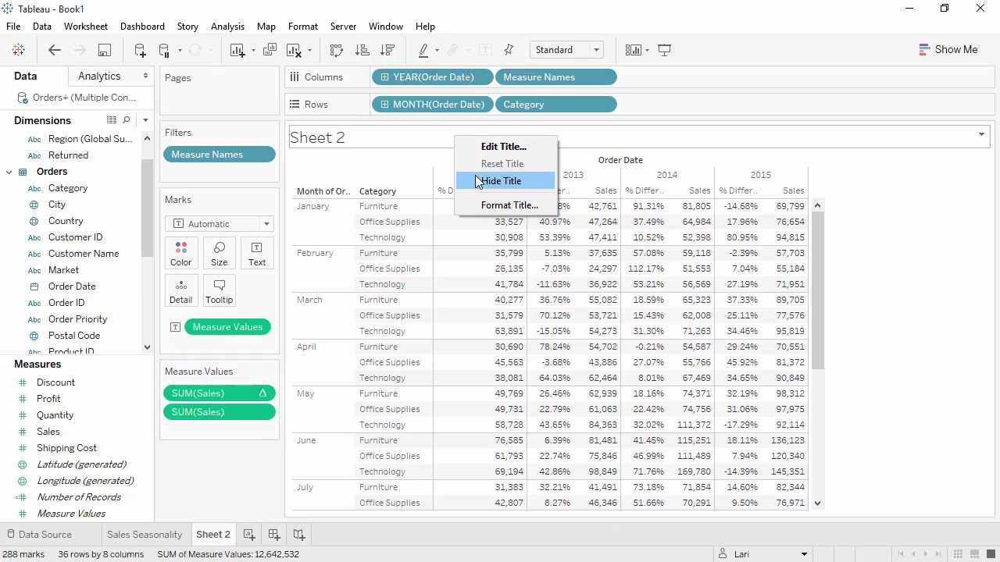 Tableau - Book1
File Data Worksheet Dashboard Story Analysis Map Format Server Window Help
Standard
Show Me
Data Analytics
Orders+ (Multiple Con...
Dimensions
Abc Region (Global Su...
Abc Returned
Orders
Abc Category
City
Country
Abc Customer ID
Abc Customer Name
Abc Market
Order Date
Abc Order ID
Abc Order Priority
Postal Code
Abc Product ID
Measures
Discount
Profit
Quantity
Sales
Shipping Cost
Latitude (generated)
Longitude (generated)
Number of Records
Measure Values
Pages
Filters
Measure Names
Marks
Automatic
Color Size Text
Detail Tooltip
Measure Values
Measure Values
SUM(Sales) Δ
SUM(Sales)
Columns YEAR(Order Date) Measure Names
Rows MONTH(Order Date) Category
Sheet 2
Edit Title...
Reset Title
Hide Title
Format Title...
Order Date
2013 2014 2015
Month of Or.. Category % D Sales % Differ.. Sales % Differ.. Sales
January Furniture 42,761 91.31% 81,805 -14.68% 69,799
Office Supplies 33,527 40.97% 47,264 37.49% 64,984 17.96% 76,654
Technology 30,908 53.39% 47,411 10.52% 52,398 80.95% 94,815
February Furniture 35,799 5.13% 37,635 57.08% 59,118 -2.39% 57,703
Office Supplies 26,135 -7.03% 24,297 112.17% 51,553 7.04% 55,184
Technology 41,784 -11.63% 36,922 53.21% 56,569 27.19% 71,951
March Furniture 40,277 36.76% 55,082 18.59% 65,323 37.33% 89,705
Office Supplies 31,579 70.12% 53,721 15.43% 62,008 25.11% 77,576
Technology 63,891 -15.05% 54,273 31.30% 71,263 34.46% 95,819
April Furniture 30,690 78.24% 54,702 -0.21% 54,587 29.24% 70,551
Office Supplies 45,563 -3.68% 43,886 27.07% 55,766 45.92% 81,372
Technology 38,081 64.03% 62,464 8.01% 67,469 34.65% 90,849
May Furniture 49,769 26.46% 62,939 18.16% 74,371 32.19% 98,312
Office Supplies 49,731 22.79% 61,063 22.42% 74,756 31.06% 97,975
Technology 58,728 43.65% 84,363 32.02% 111,372 -17.29% 92,114
June Furniture 76,585 6.39% 81,481 41.45% 115,251 18.11% 136,123
Office Supplies 61,793 22.74% 75,846 46.99% 111,489 7.94% 120,340
Technology 69,194 42.86% 98,849 71.76% 169,780 -14.39% 145,351
July Furniture 31,383 32.21% 41,491 73.18% 71,854 14.60% 82,344
Office Supplies 42,807 8.27% 46,346 51.66% 70,291 9.50% 76,971
Data Source Sales Seasonality Sheet 2
288 marks 36 rows by 8 columns SUM of Measure Values: 12,642,532 Lari